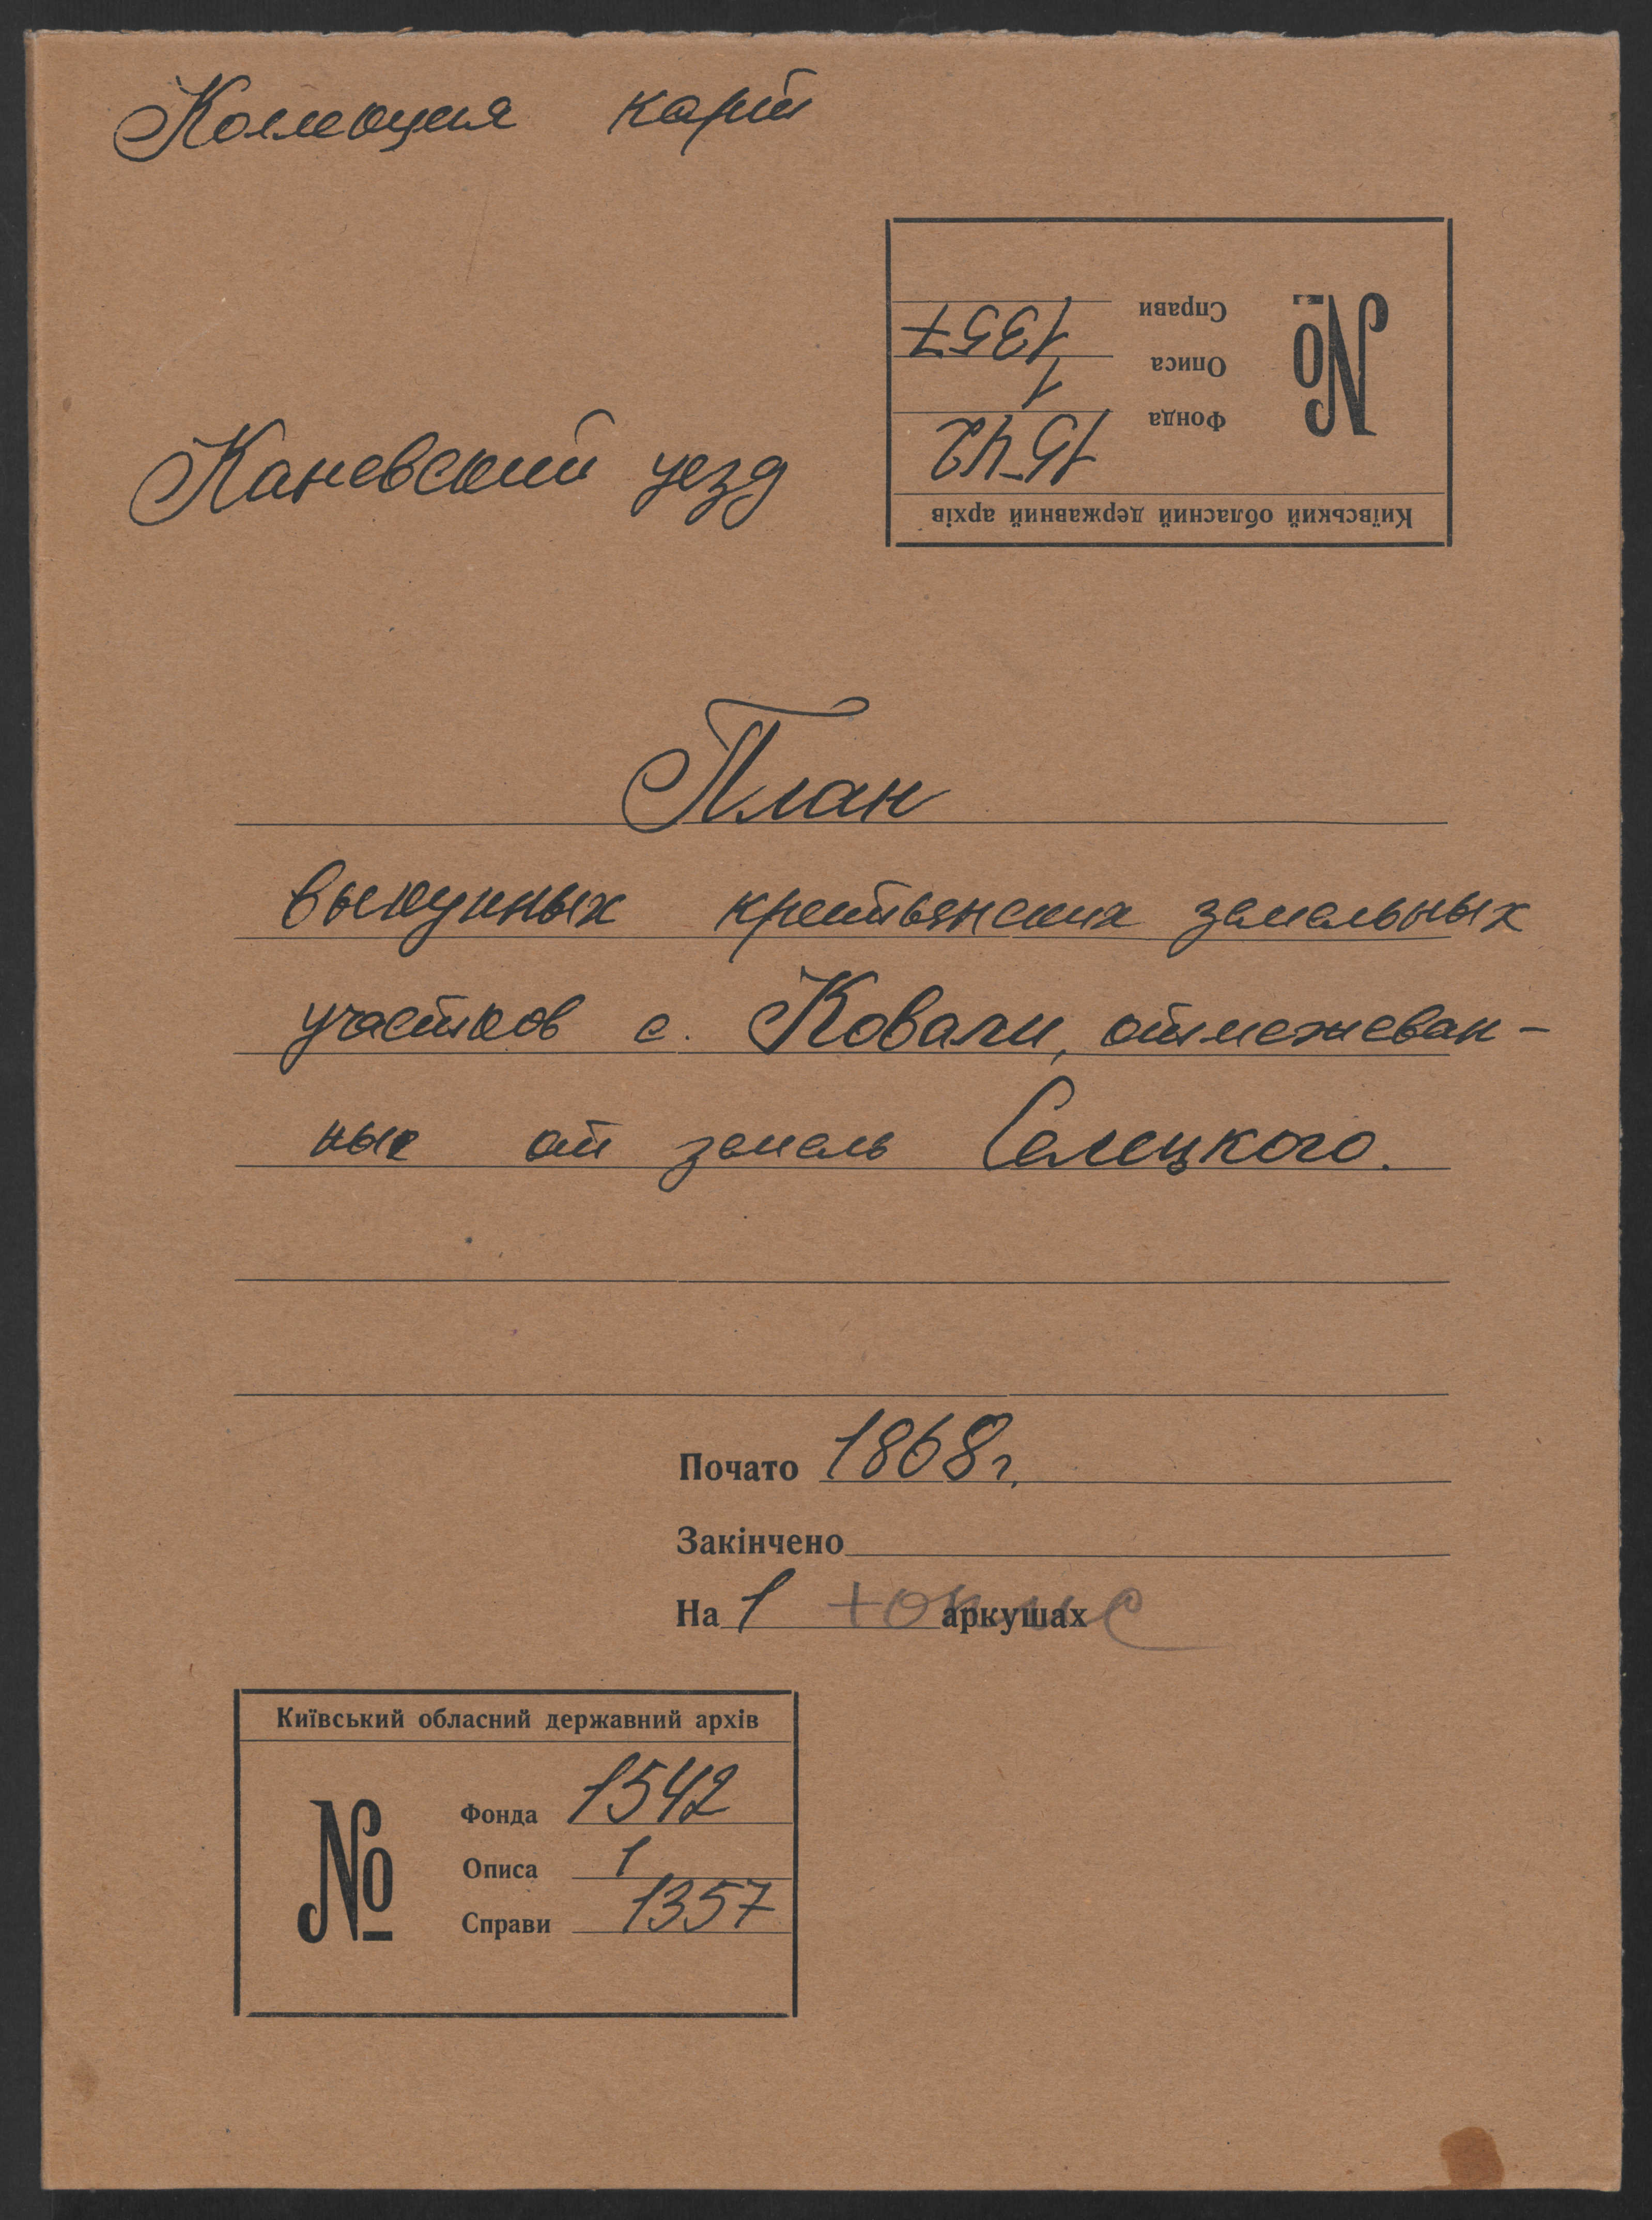 Коллекция карт
Справи 1357
Описа 1
Фонда 1542
№
Київський обласний державний архів
Каневский уезд
План
выкупных крестьянских земельных
участков с. Ковали, отмежеван-
ных от земель Селецкого.
Почато 1868 г.
Закінчено
На 1 + опис аркушах
Київський обласний державний архів
№
Фонда 1542
Описа 1
Справи 1357